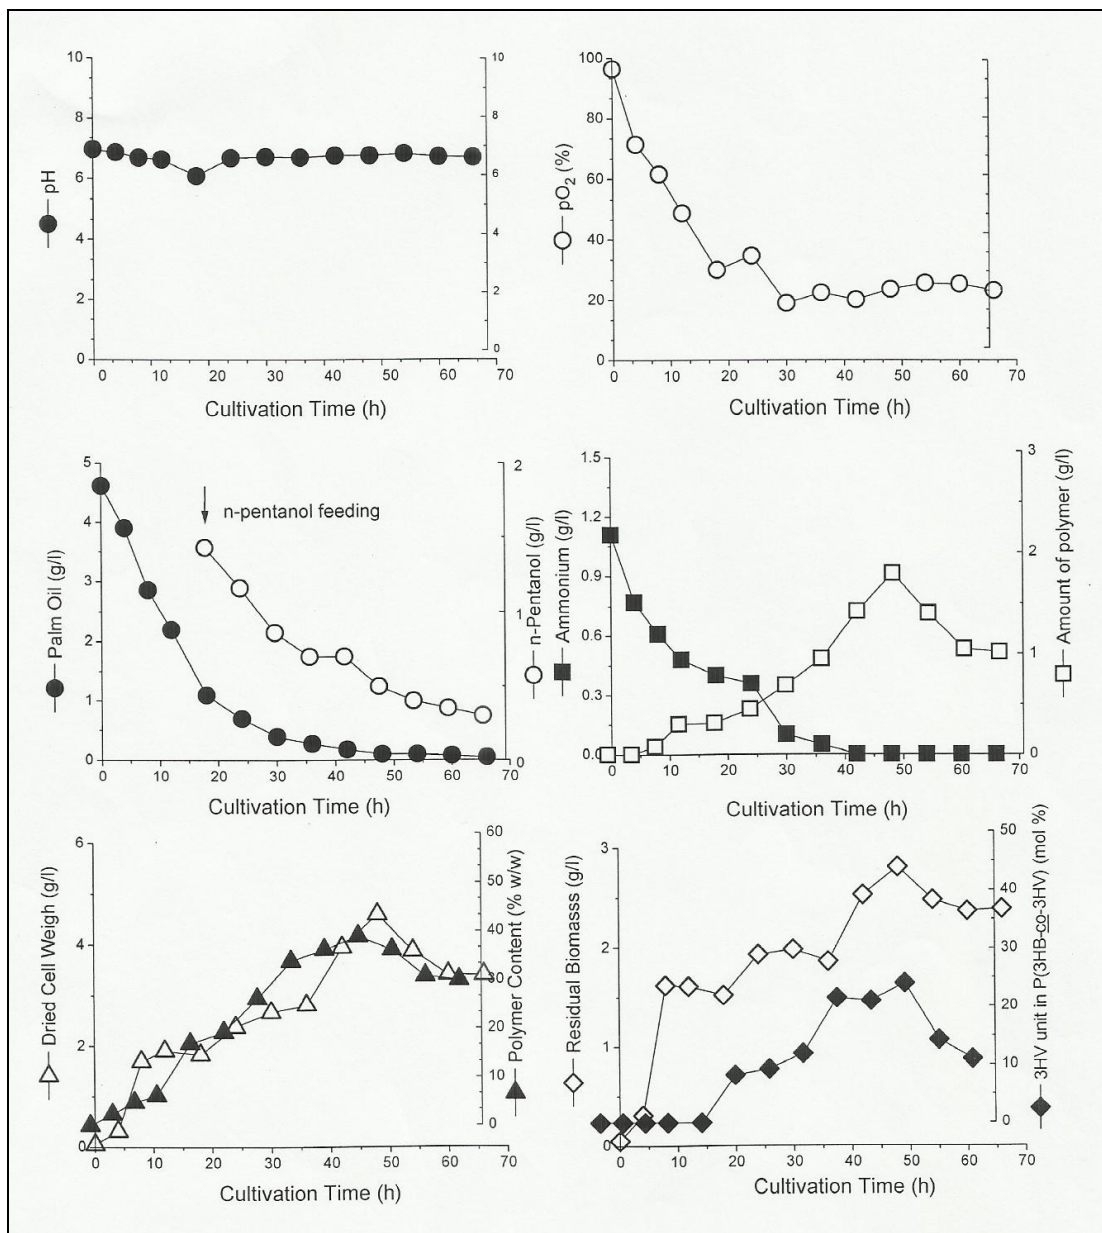 10
8
6
4
2
0
pH
10
8
6
4
2
0
0 10 20 30 40 50 60 70
Cultivation Time (h)
100
80
60
40
20
0
pO2 (%)
0 10 20 30 40 50 60 70
Cultivation Time (h)
5
4
3
2
1
0
Palm Oil (g/l)
n-pentanol feeding
2
1
0
n-Pentanol (g/l)
0 10 20 30 40 50 60 70
Cultivation Time (h)
1.5
1.2
0.9
0.6
0.3
0.0
Ammonium (g/l)
3
2
1
0
Amount of polymer (g/l)
0 10 20 30 40 50 60 70
Cultivation Time (h)
6
4
2
0
Dried Cell Weigh (g/l)
60
50
40
30
20
10
0
Polymer Content (% w/w)
0 10 20 30 40 50 60 70
Cultivation Time (h)
3
2
1
0
Residual Biomasss (g/l)
50
40
30
20
10
0
3HV unit in P(3HB-co-3HV) (mol %)
0 10 20 30 40 50 60 70
Cultivation Time (h)